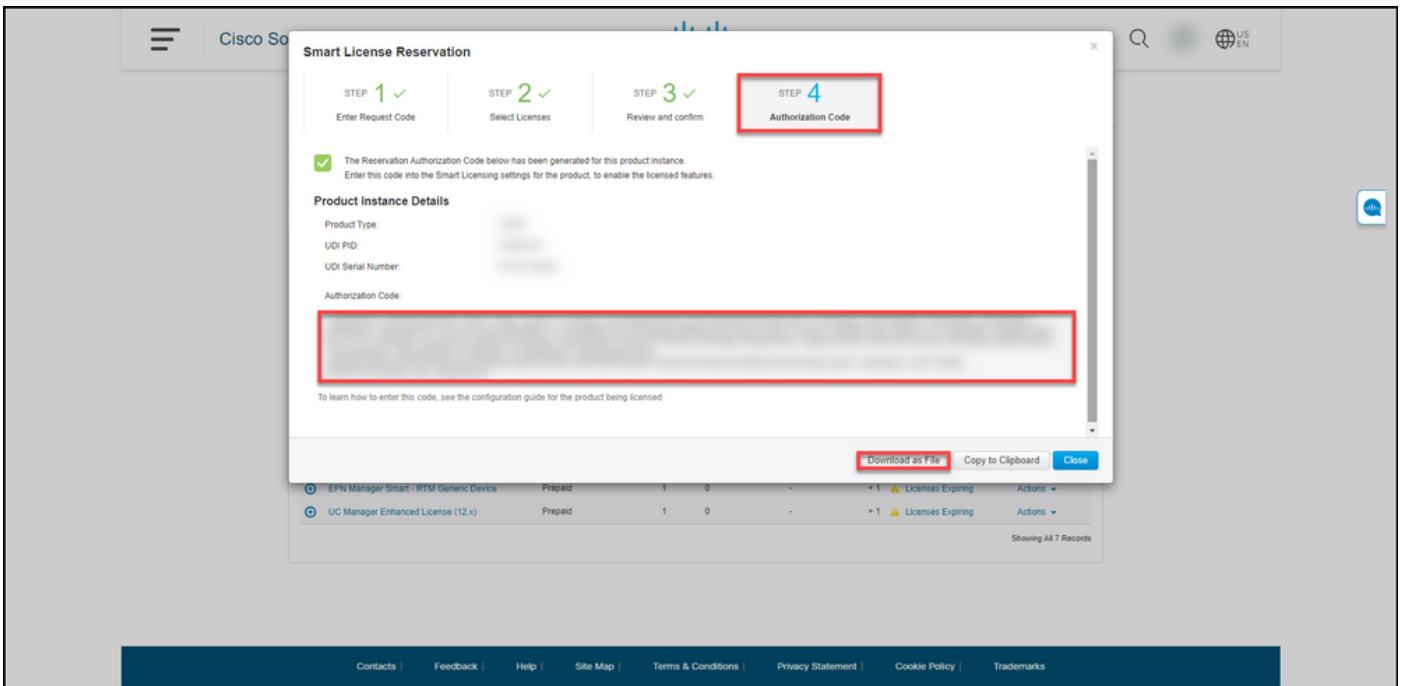 Cisco So
US
EN
Smart License Reservation
×
STEP 1 ✓
Enter Request Code
STEP 2 ✓
Select Licenses
STEP 3 ✓
Review and confirm
STEP 4
Authorization Code
The Reservation Authorization Code below has been generated for this product instance.
Enter this code into the Smart Licensing settings for the product, to enable the licensed features.
Product Instance Details
Product Type:
UDI PID:
UDI Serial Number:
Authorization Code:
To learn how to enter this code, see the configuration guide for the product being licensed
Download as File Copy to Clipboard Close
EPN Manager Smart - RTM Generic Device Prepaid 1 0 - + 1 Licenses Expiring Actions
UC Manager Enhanced License (12.x) Prepaid 1 0 - + 1 Licenses Expiring Actions
Showing All 7 Records
Contacts | Feedback | Help | Site Map | Terms & Conditions | Privacy Statement | Cookie Policy | Trademarks